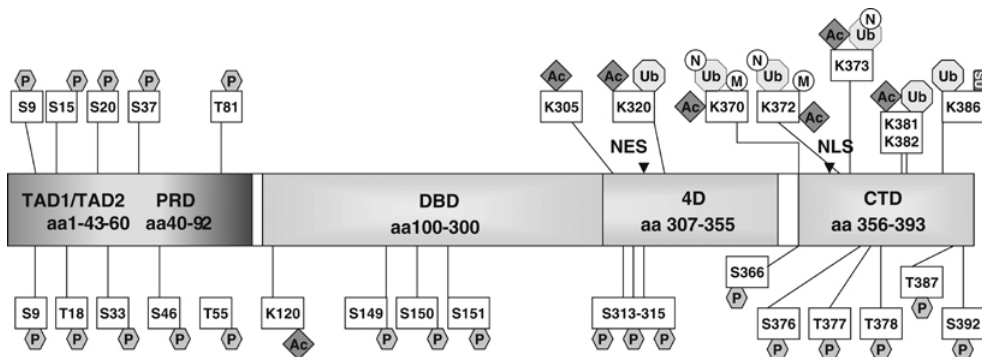 N
N N
Ac Ub
P P P P P Ac Ac Ub Ub M Ub M K373 Ac Ub Ub
S9 S15 S20 S37 T81 K305 K320 Ac K370 K372 Ac K381 K386
K382
NES NLS
TAD1/TAD2 PRD DBD 4D CTD
aa1-43-60 aa40-92 aa100-300 aa 307-355 aa 356-393
S366
P
T387
P
S9 T18 S33 S46 T55 K120 S149 S150 S151 S313-315 S376 T377 T378 S392
P P P P P Ac P P P P P P P P P P